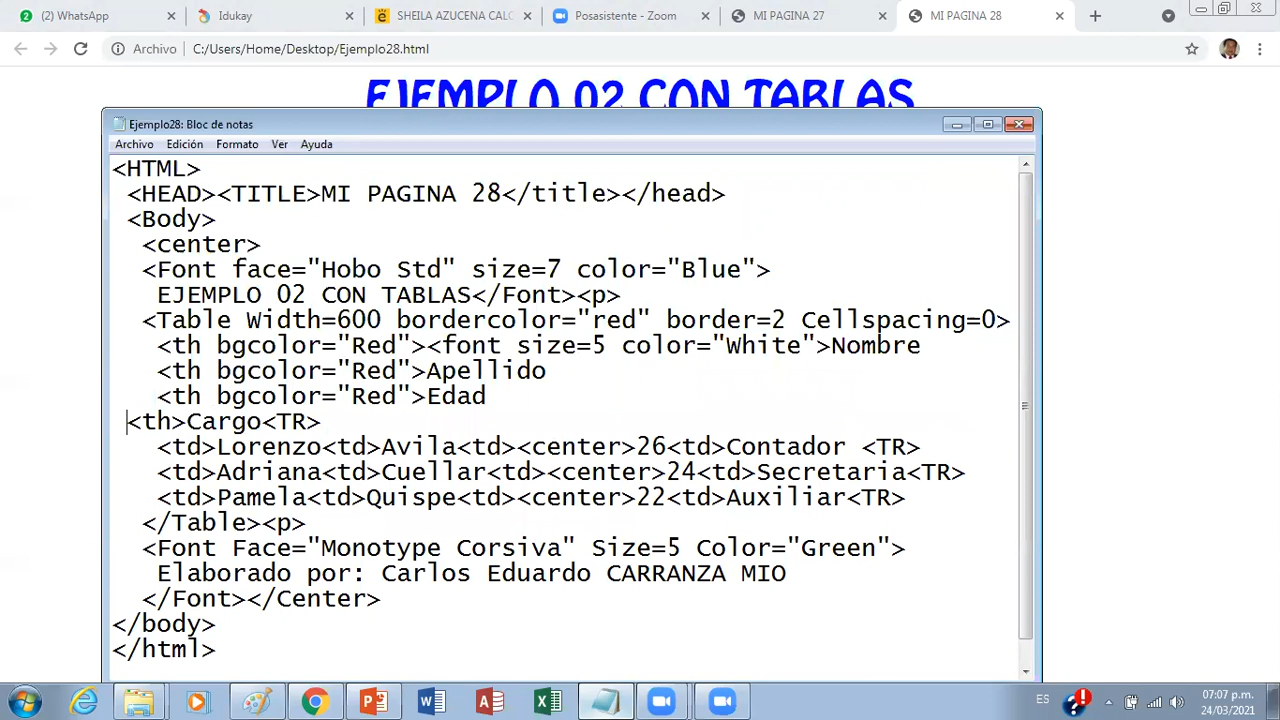 (2) WhatsApp
Idukay
SHEILA AZUCENA CALC
Posasistente - Zoom
MI PAGINA 27
MI PAGINA 28
Archivo
C:/Users/Home/Desktop/Ejemplo28.html
EJEMPLO 02 CON TABLAS
Ejemplo28: Bloc de notas
Archivo Edición Formato Ver Ayuda
<HTML>
<HEAD><TITLE>MI PAGINA 28</title></head>
<Body>
<center>
<Font face="Hobo Std" size=7 color="Blue">
EJEMPLO 02 CON TABLAS</Font><p>
<Table Width=600 bordercolor="red" border=2 Cellspacing=0>
<th bgcolor="Red"><font size=5 color="White">Nombre
<th bgcolor="Red">Apellido
<th bgcolor="Red">Edad
<th>Cargo<TR>
<td>Lorenzo<td>Avila<td><center>26<td>Contador <TR>
<td>Adriana<td>Cuellar<td><center>24<td>Secretaria<TR>
<td>Pamela<td>Quispe<td><center>22<td>Auxiliar<TR>
</Table><p>
<Font Face="Monotype Corsiva" Size=5 Color="Green">
Elaborado por: Carlos Eduardo CARRANZA MIO
</Font></Center>
</body>
</html>
ES
07:07 p.m.
24/03/2021